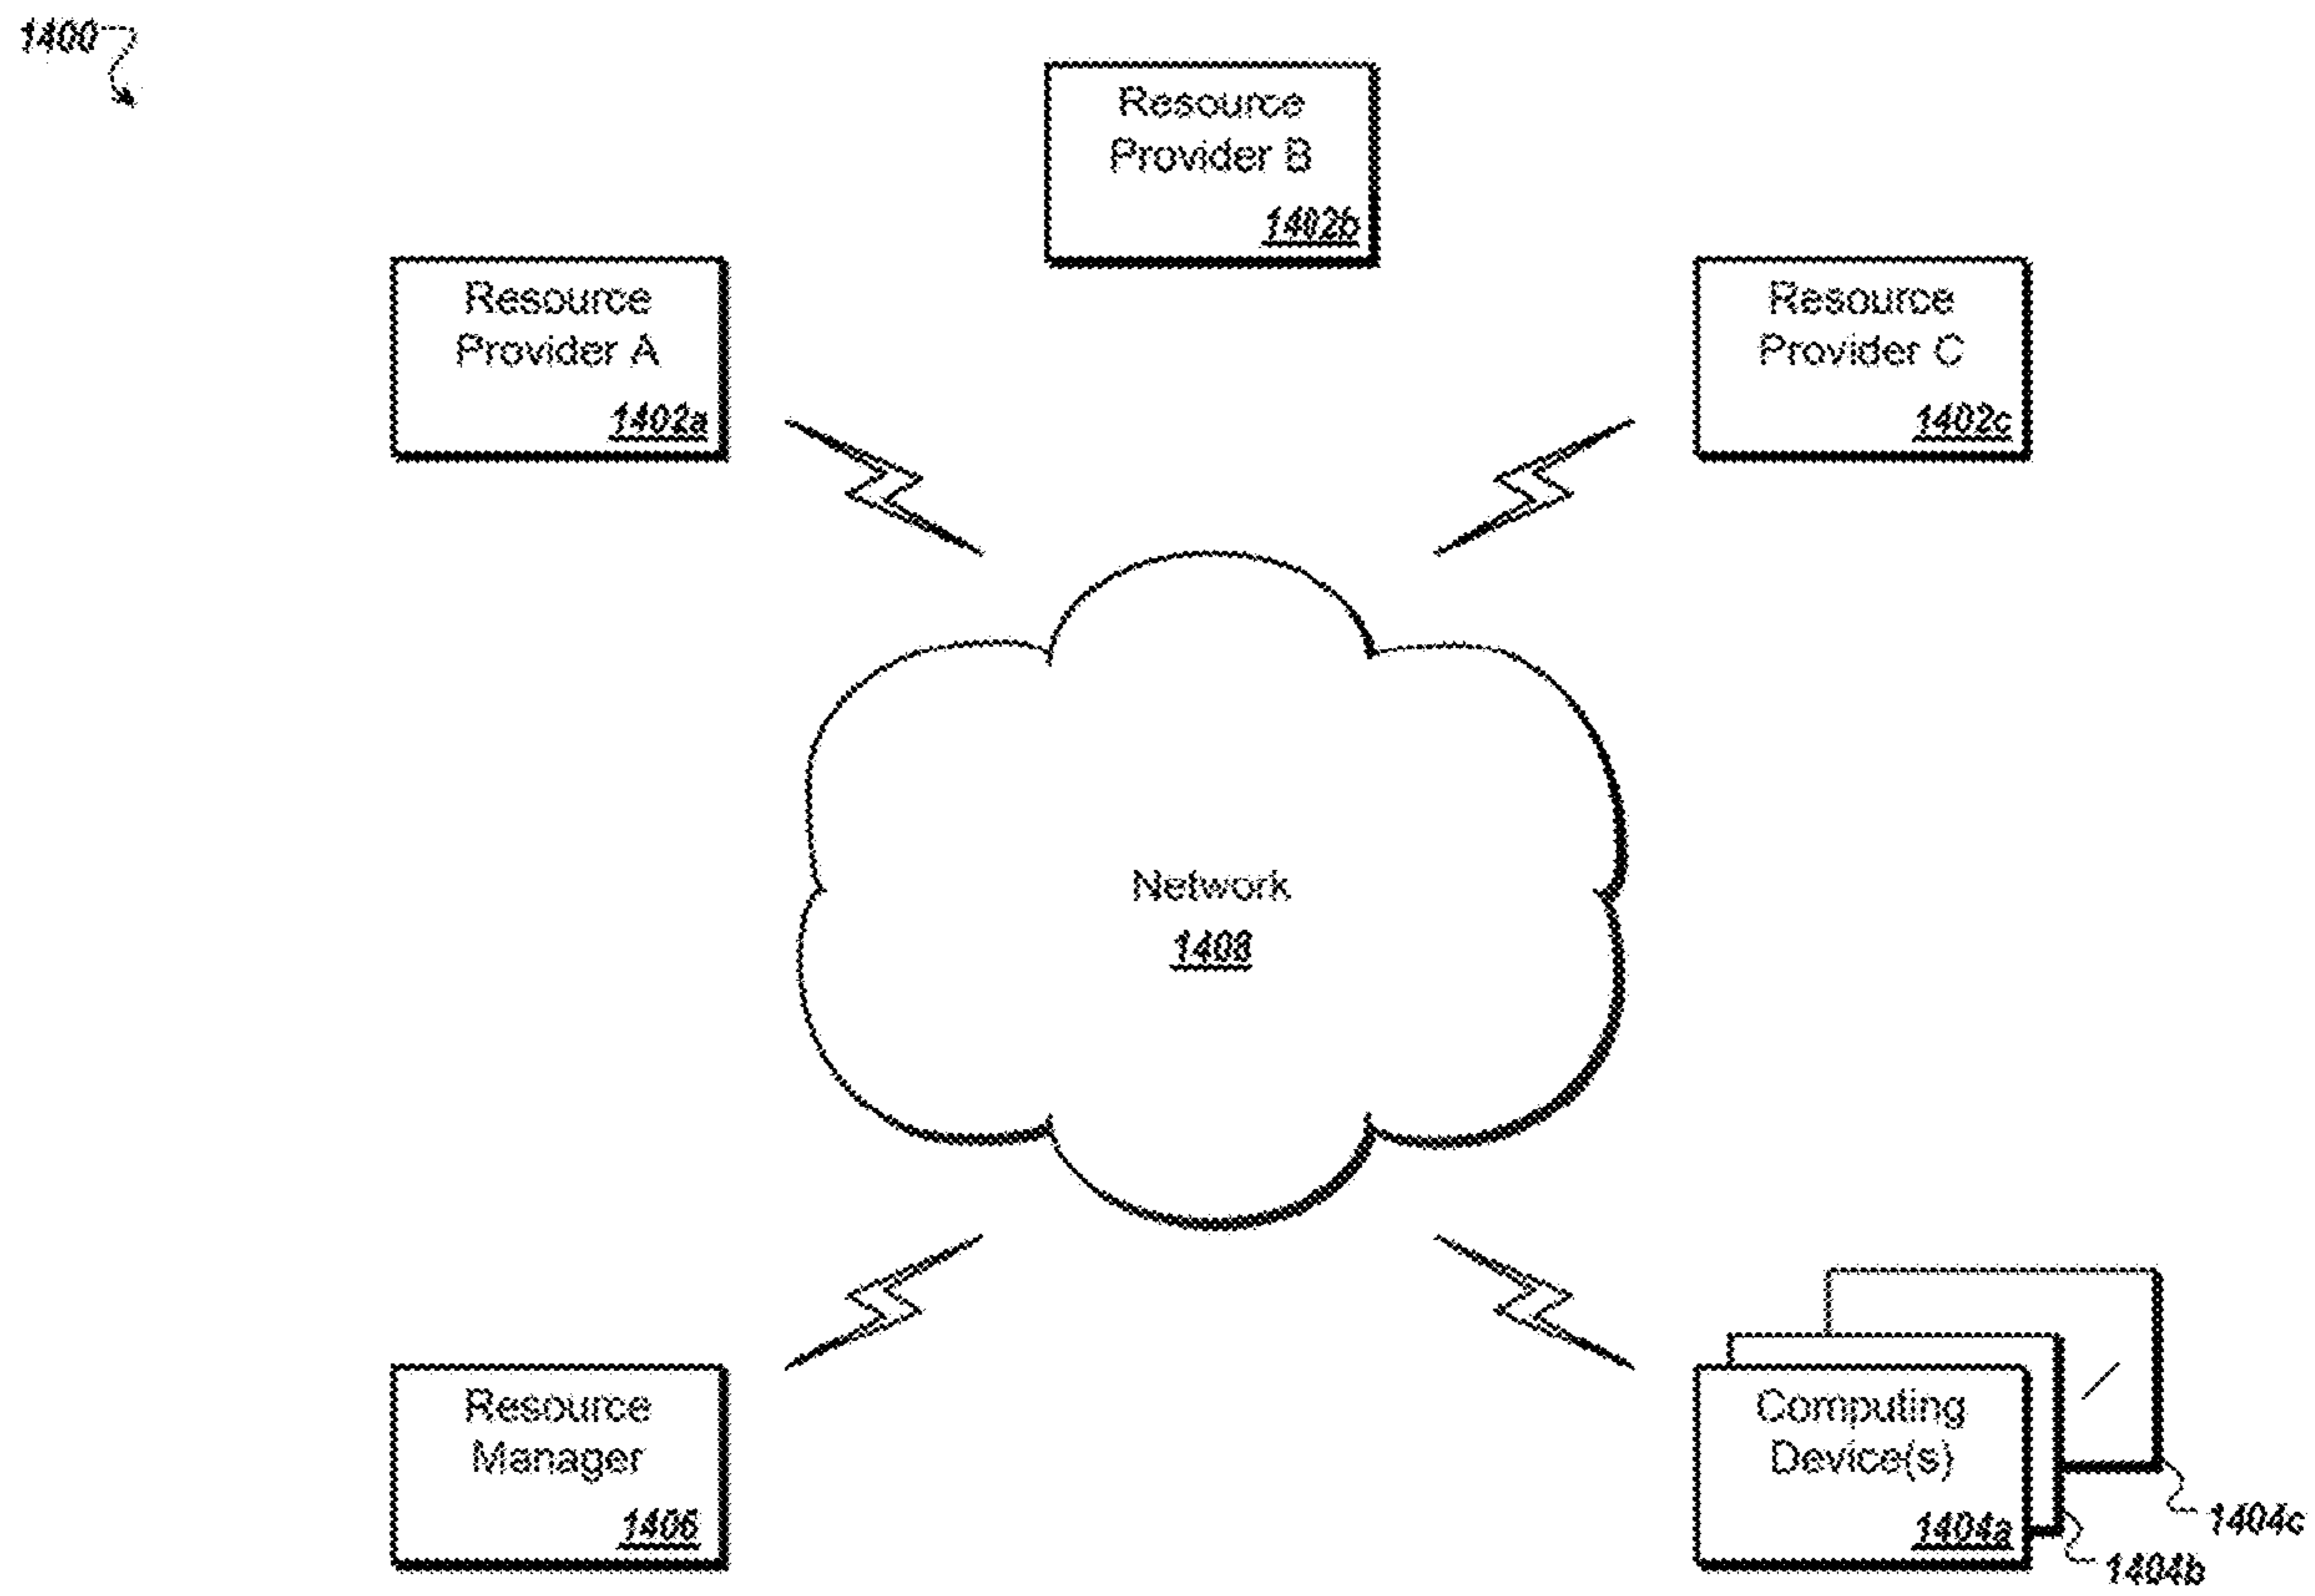 1400
Resource
Provider B
1402b
Resource
Provider A
1402a
Resource
Provider C
1402c
Network
1408
Resource
Manager
1406
Computing
Device(s)
1404a
1404b
1404c